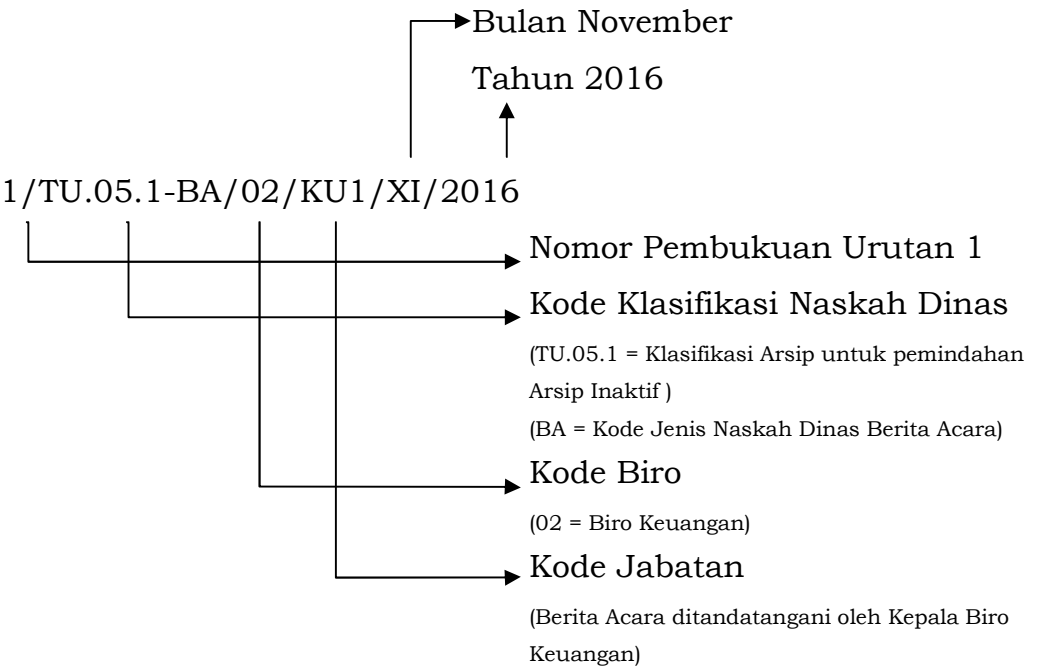 Bulan November
Tahun 2016
1/TU.05.1-BA/02/KU1/XI/2016
Nomor Pembukuan Urutan 1
Kode Klasifikasi Naskah Dinas
(TU.05.1 = Klasifikasi Arsip untuk pemindahan
Arsip Inaktif )
(BA = Kode Jenis Naskah Dinas Berita Acara)
Kode Biro
(02 = Biro Keuangan)
Kode Jabatan
(Berita Acara ditandatangani oleh Kepala Biro
Keuangan)